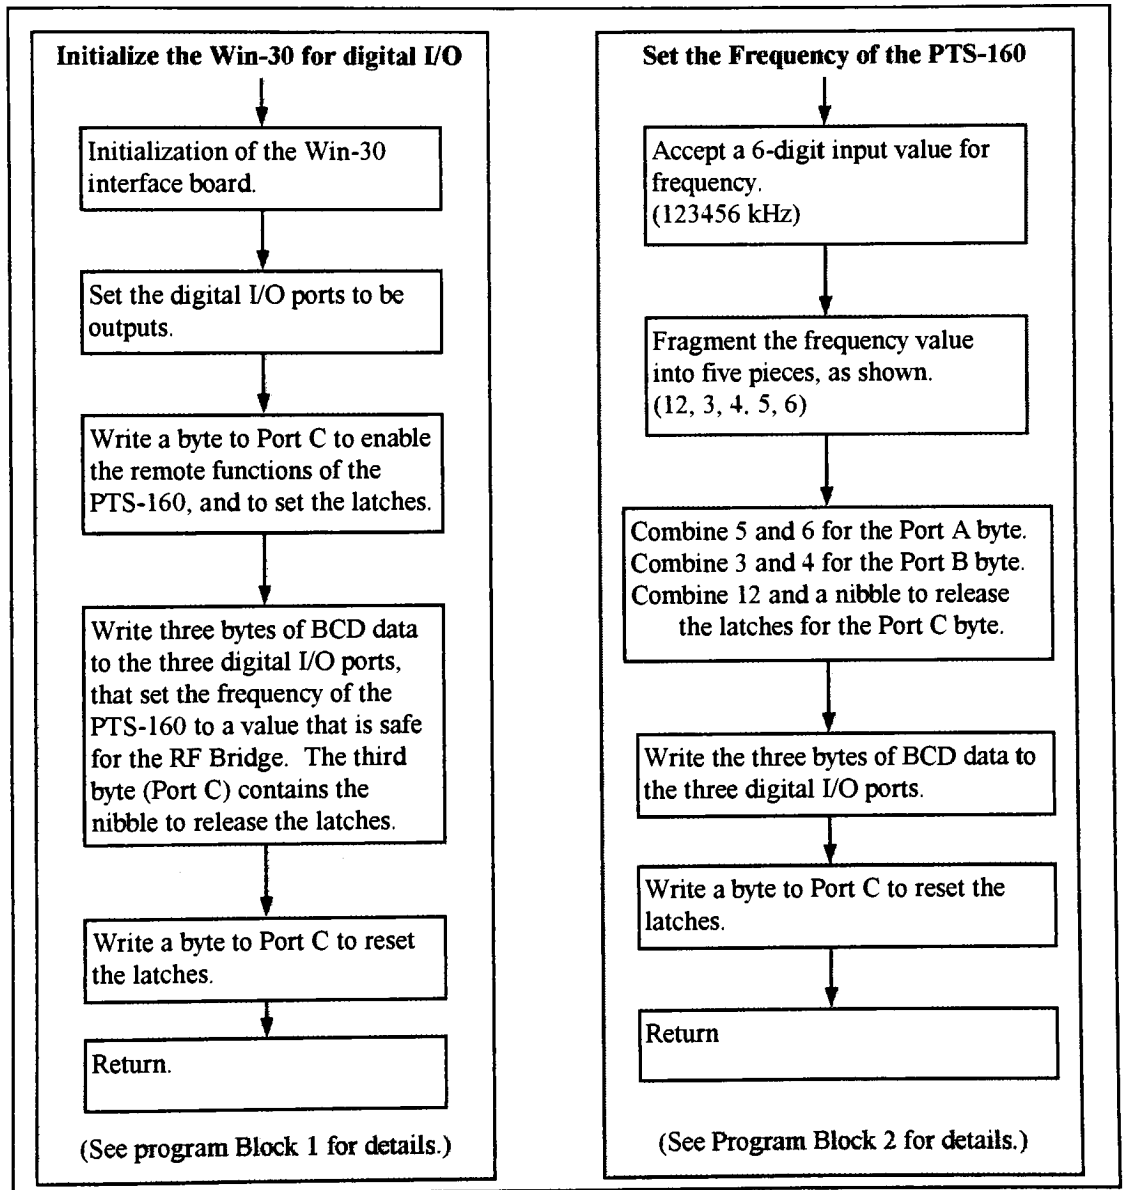 Initialize the Win-30 for digital I/O
Initialization of the Win-30
interface board.
Set the digital I/O ports to be
outputs.
Write a byte to Port C to enable
the remote functions of the
PTS-160, and to set the latches.
Write three bytes of BCD data
to the three digital I/O ports,
that set the frequency of the
PTS-160 to a value that is safe
for the RF Bridge. The third
byte (Port C) contains the
nibble to release the latches.
Write a byte to Port C to reset
the latches.
Return.
(See program Block 1 for details.)
Set the Frequency of the PTS-160
Accept a 6-digit input value for
frequency.
(123456 kHz)
Fragment the frequency value
into five pieces, as shown.
(12, 3, 4. 5, 6)
Combine 5 and 6 for the Port A byte.
Combine 3 and 4 for the Port B byte.
Combine 12 and a nibble to release
the latches for the Port C byte.
Write the three bytes of BCD data to
the three digital I/O ports.
Write a byte to Port C to reset the
latches.
Return
(See Program Block 2 for details.)